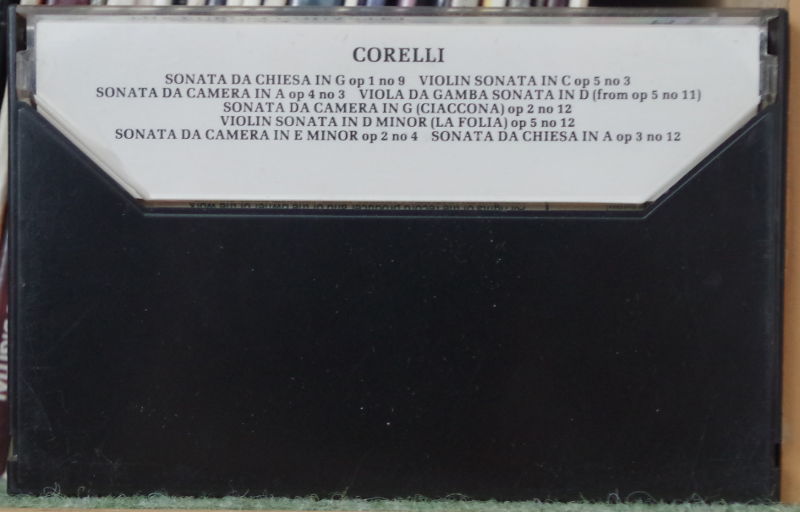 CORELLI
SONATA DA CHIESA IN G op 1 no 9 VIOLIN SONATA IN C op 5 no 3
SONATA DA CAMERA IN A op 4 no 3 VIOLA DA GAMBA SONATA IN D (from op 5 no 11)
SONATA DA CAMERA IN G (CIACCONA) op 2 no 12
VIOLIN SONATA IN D MINOR (LA FOLIA) op 5 no 12
SONATA DA CAMERA IN E MINOR op 2 no 4 SONATA DA CHIESA IN A op 3 no 12